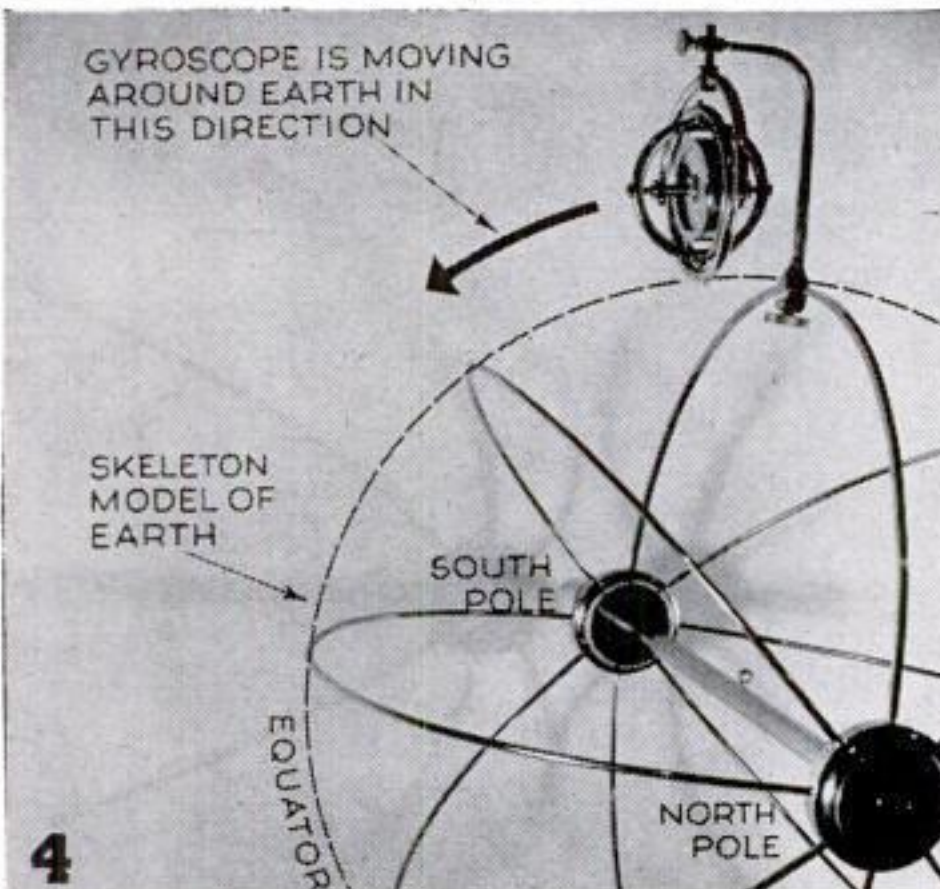 GYROSCOPE IS MOVING
AROUND EARTH IN
THIS DIRECTION
SKELETON
MODEL OF
EARTH
SOUTH
POLE
EQUATOR
NORTH
POLE
4